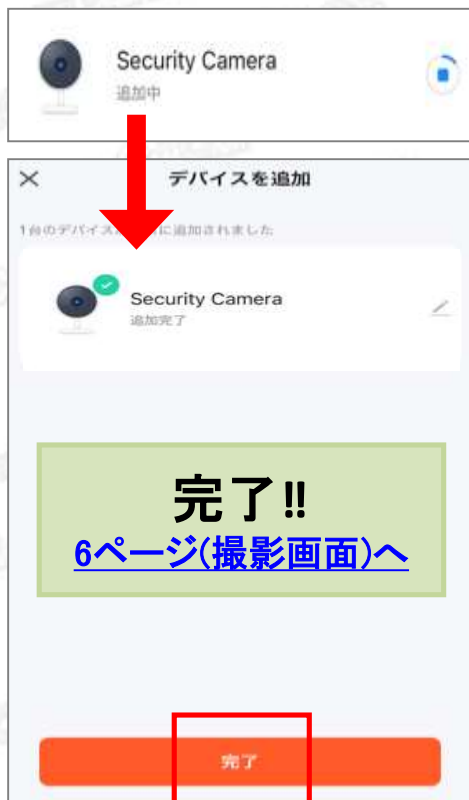 Security Camera
追加中
デバイスを追加
1台のデバイス に追加されました
Security Camera
追加完了
完了!!
6ページ(撮影画面)へ
完了